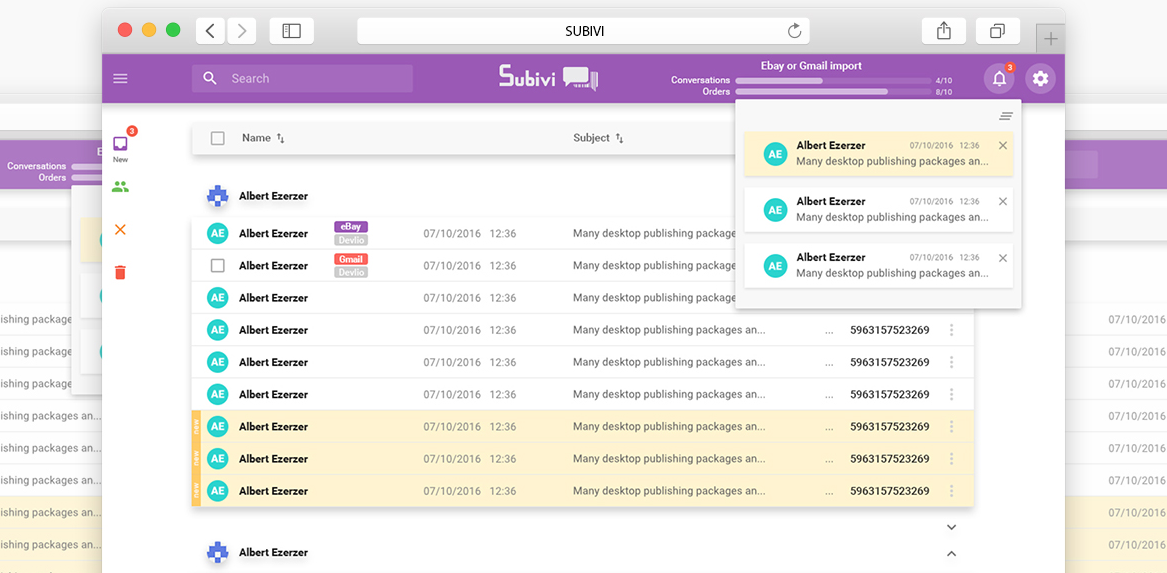 SUBIVI
Search
Subivi
Ebay or Gmail import
Conversations 4/10
Orders 8/10
3
3
New
Name
Subject
Albert Ezerzer
AE Albert Ezerzer eBay Devlio 07/10/2016 12:36 Many desktop publishing package
Albert Ezerzer Gmail Devlio 07/10/2016 12:36 Many desktop publishing package
AE Albert Ezerzer 07/10/2016 12:36 Many desktop publishing package
AE Albert Ezerzer 07/10/2016 12:36 Many desktop publishing packages an... ... 5963157523269
AE Albert Ezerzer 07/10/2016 12:36 Many desktop publishing packages an... ... 5963157523269
AE Albert Ezerzer 07/10/2016 12:36 Many desktop publishing packages an... ... 5963157523269
new AE Albert Ezerzer 07/10/2016 12:36 Many desktop publishing packages an... ... 5963157523269
new AE Albert Ezerzer 07/10/2016 12:36 Many desktop publishing packages an... ... 5963157523269
new AE Albert Ezerzer 07/10/2016 12:36 Many desktop publishing packages an... ... 5963157523269
Albert Ezerzer
AE Albert Ezerzer 07/10/2016 12:36
Many desktop publishing packages an...
AE Albert Ezerzer 07/10/2016 12:36
Many desktop publishing packages an...
AE Albert Ezerzer 07/10/2016 12:36
Many desktop publishing packages an...
Conversations
Orders
ishing package
ishing package
ishing package
lishing packages an...
lishing packages an...
lishing packages an...
lishing packages an...
lishing packages an...
07/10/2016
07/10/2016
07/10/2016
07/10/2016
07/10/2016
07/10/2016
07/10/2016
07/10/2016